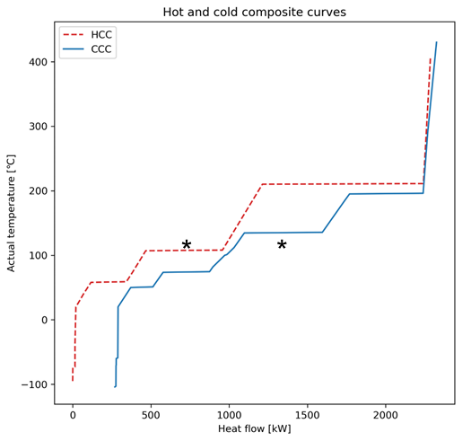 Hot and cold composite curves
HCC
CCC
400
300
200
100
0
−100
Actual temperature [℃]
* *
0 500 1000 1500 2000
Heat flow [kW]